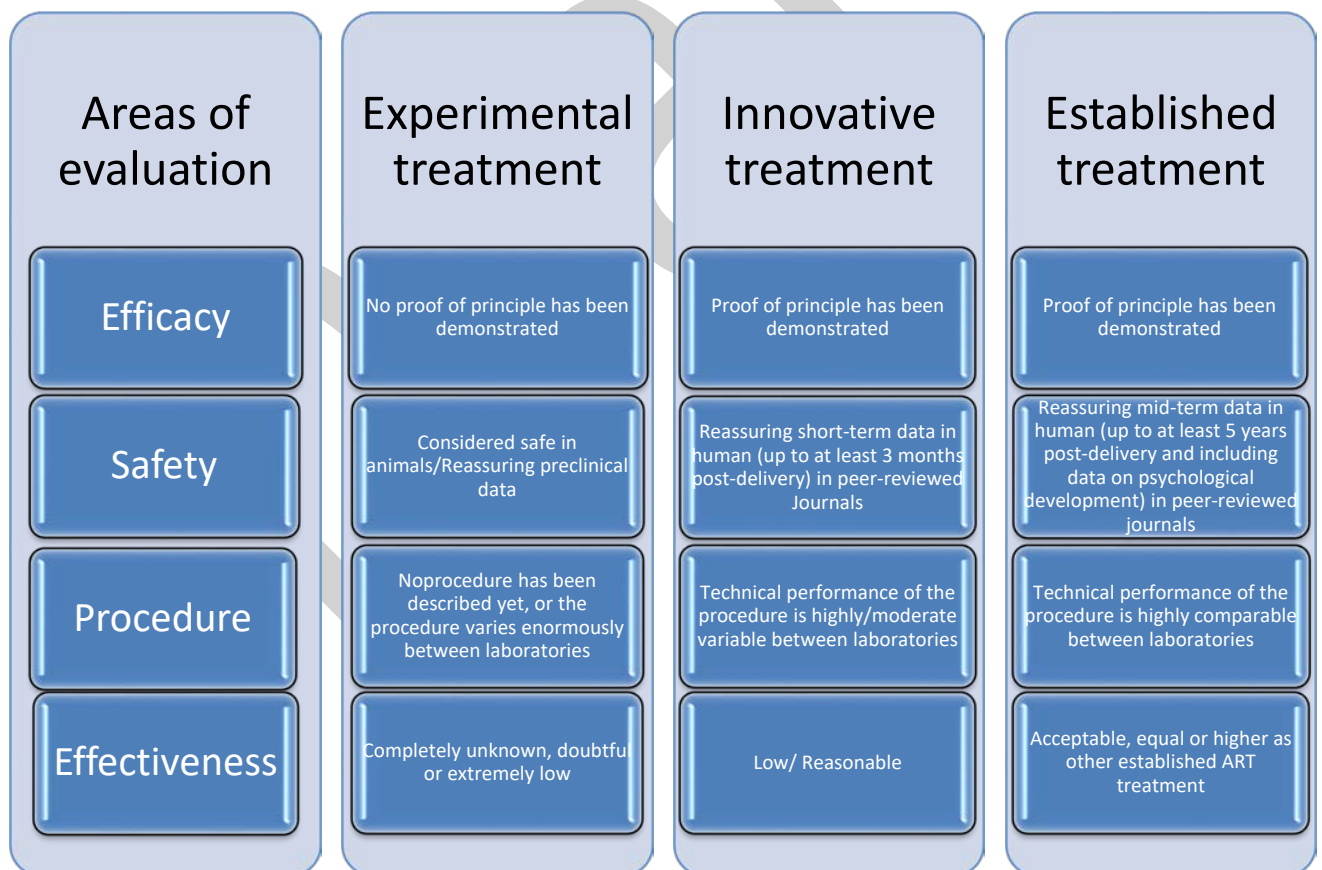 Areas of
evaluation
Efficacy
Safety
Procedure
Effectiveness
Experimental
treatment
No proof of principle has been
demonstrated
Considered safe in
animals/Reassuring preclinical
data
Noprocedure has been
described yet, or the
procedure varies enormously
between laboratories
Completely unknown, doubtful
or extremely low
Innovative
treatment
Proof of principle has been
demonstrated
Reassuring short-term data in
human (up to at least 3 months
post-delivery) in peer-reviewed
Journals
Technical performance of the
procedure is highly/moderate
variable between laboratories
Low/ Reasonable
Established
treatment
Proof of principle has been
demonstrated
Reassuring mid-term data in
human (up to at least 5 years
post-delivery and including
data on psychological
development) in peer-reviewed
journals
Technical performance of the
procedure is highly comparable
between laboratories
Acceptable, equal or higher as
other established ART
treatment